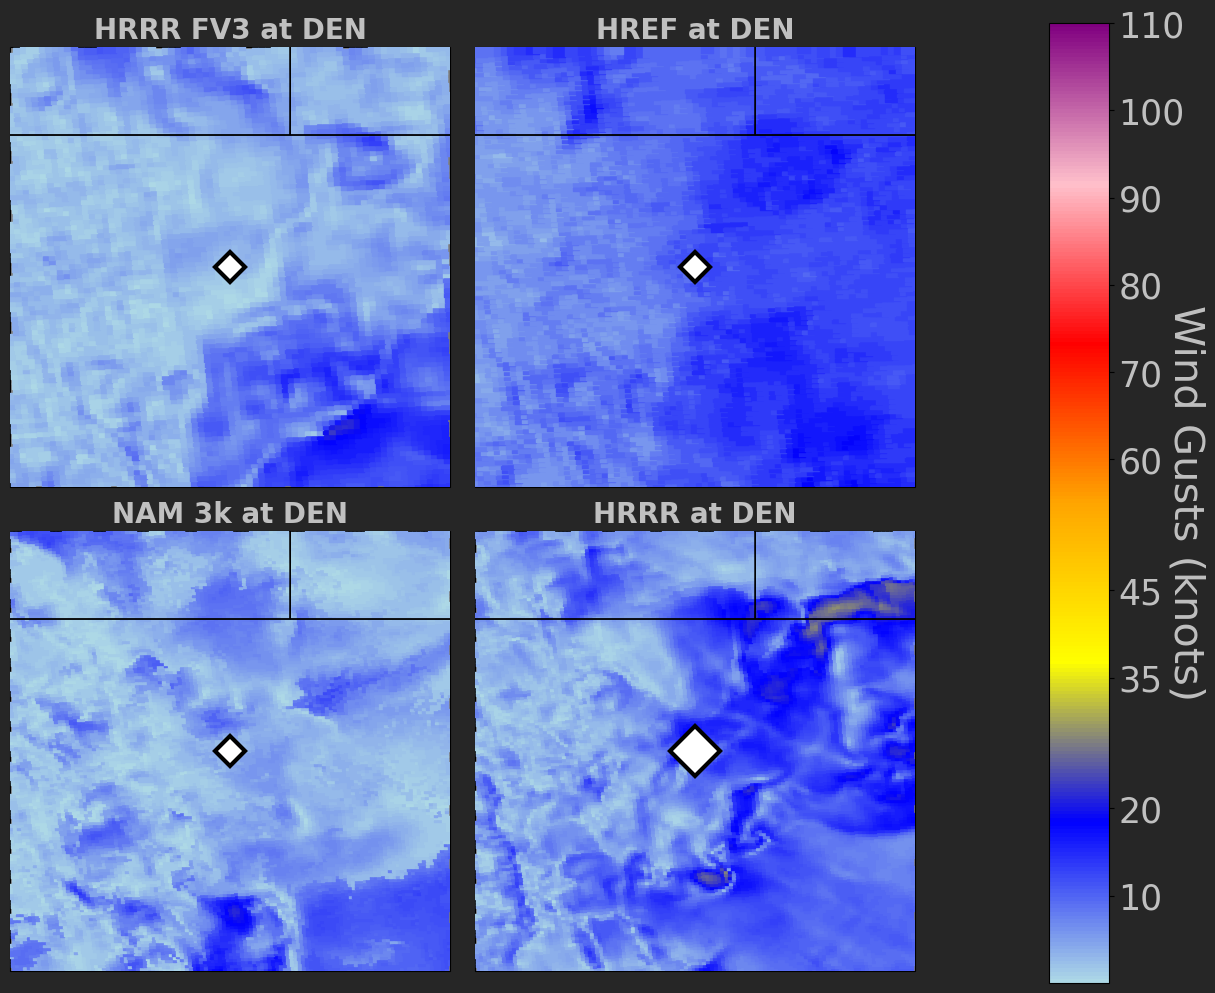 HRRR FV3 at DEN
HREF at DEN
NAM 3k at DEN
HRRR at DEN
110
100
90
80
70
60
45
35
20
10
Wind Gusts (knots)